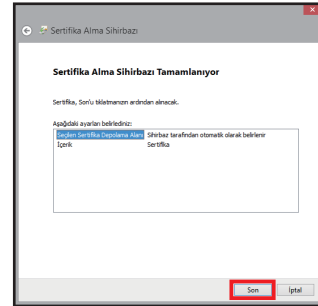 Sertifika Alma Sihirbazı
Sertifika Alma Sihirbazı Tamamlanıyor
Sertifika, Son'u tıklatmanızın ardından alınacak.
Aşağıdaki ayarları belirlediniz:
Seçilen Sertifika Depolama Alanı Sihirbaz tarafından otomatik olarak belirlenir
İçerik Sertifika
Son İptal